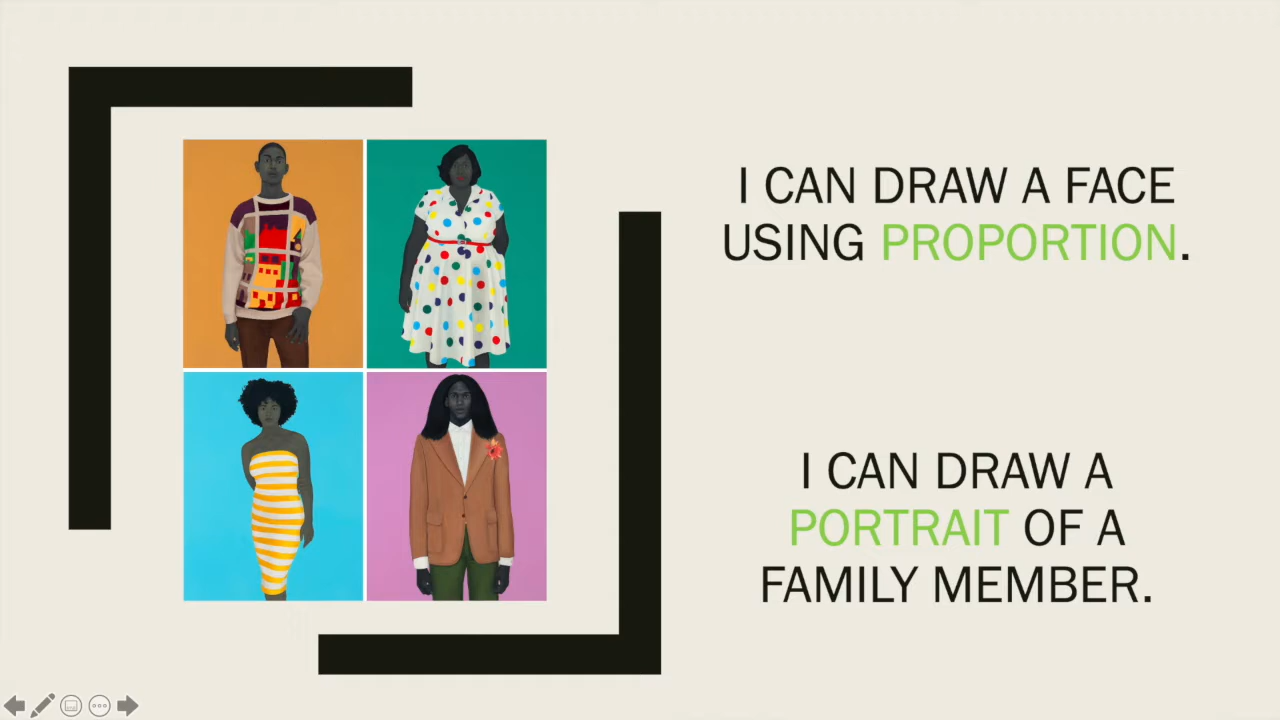 I CAN DRAW A FACE
USING PROPORTION.
I CAN DRAW A
PORTRAIT OF A
FAMILY MEMBER.